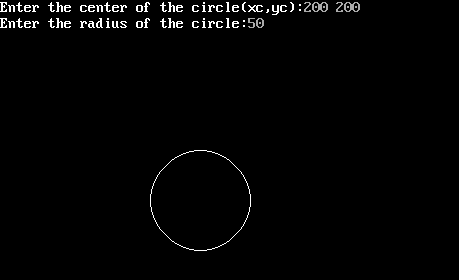 Enter the center of the circle(xc,yc):200 200
Enter the radius of the circle:50